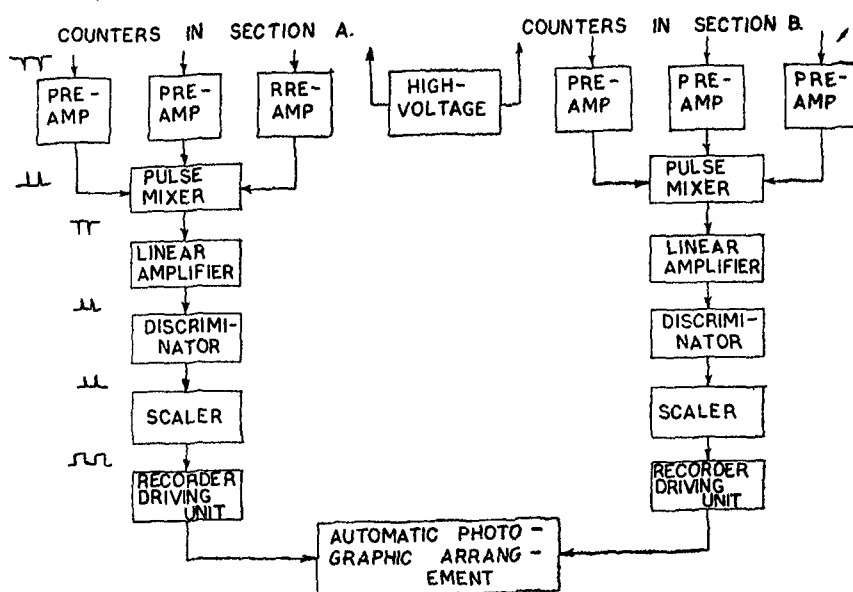 COUNTERS IN SECTION A.
COUNTERS IN SECTION B.
PRE-
AMP
PRE-
AMP
RRE-
AMP
HIGH-
VOLTAGE
PRE-
AMP
PRE-
AMP
PRE-
AMP
PULSE
MIXER
PULSE
MIXER
LINEAR
AMPLIFIER
LINEAR
AMPLIFIER
DISCRIMI-
NATOR
DISCRIMI-
NATOR
SCALER
SCALER
RECORDER
DRIVING
UNIT
RECORDER
DRIVING
UNIT
AUTOMATIC PHOTO-
GRAPHIC ARRANG-
EMENT